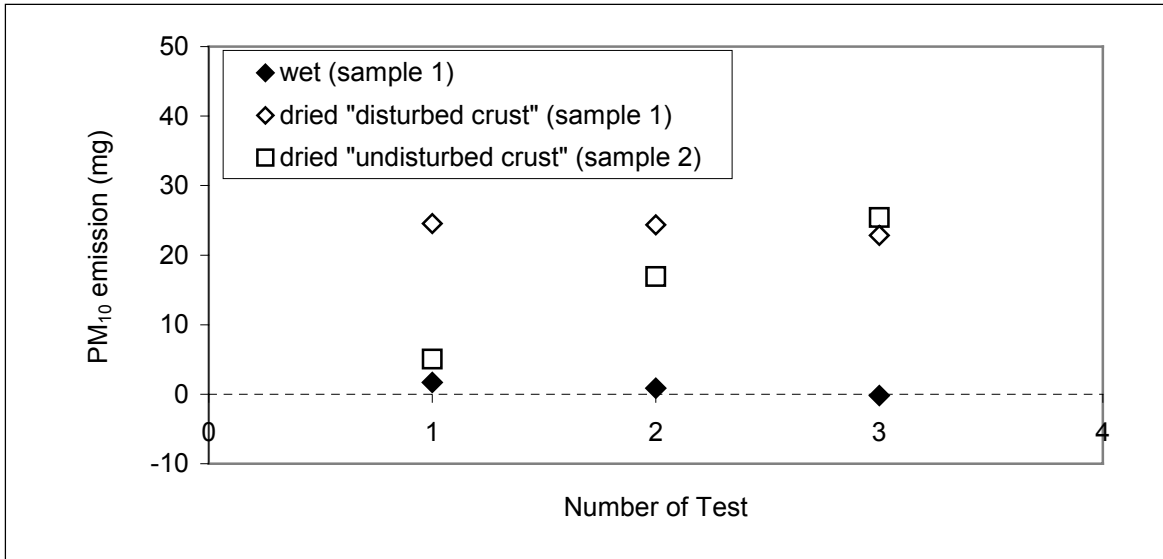 50
40
30
20
10
0
-10
wet (sample 1)
dried "disturbed crust" (sample 1)
dried "undisturbed crust" (sample 2)
PM₁₀ emission (mg)
0 1 2 3 4
Number of Test